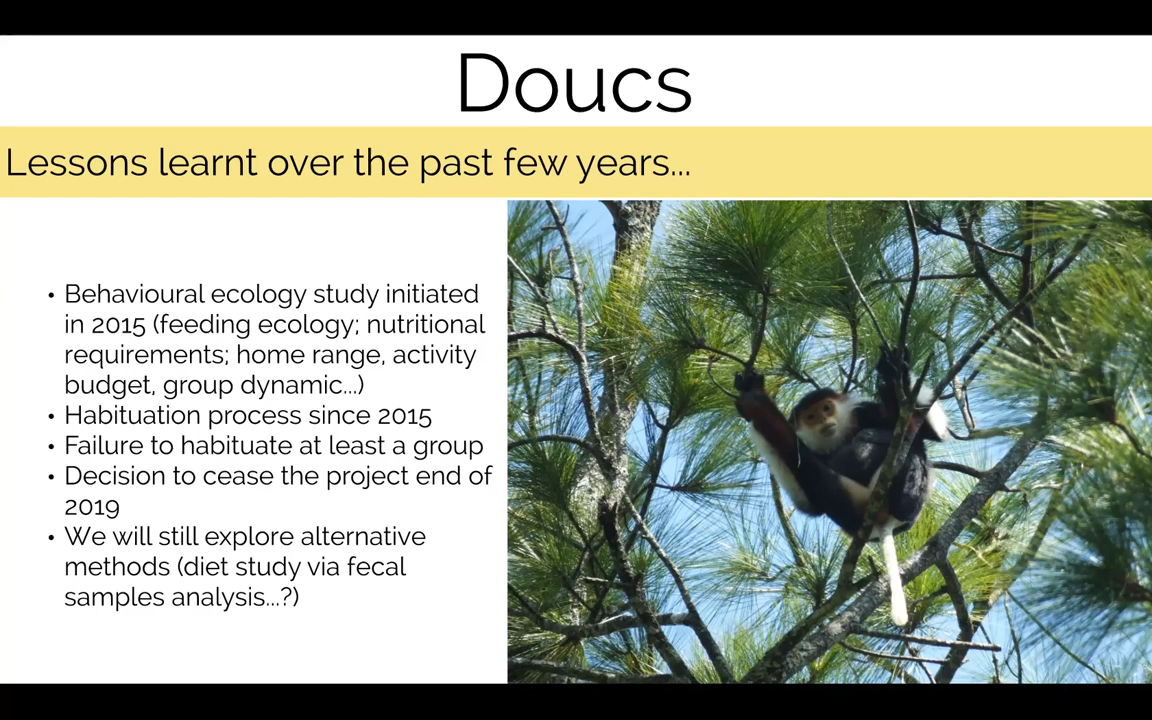 Doucs
Lessons learnt over the past few years...
• Behavioural ecology study initiated
in 2015 (feeding ecology; nutritional
requirements; home range, activity
budget, group dynamic...)
• Habituation process since 2015
• Failure to habituate at least a group
• Decision to cease the project end of
2019
• We will still explore alternative
methods (diet study via fecal
samples analysis...?)